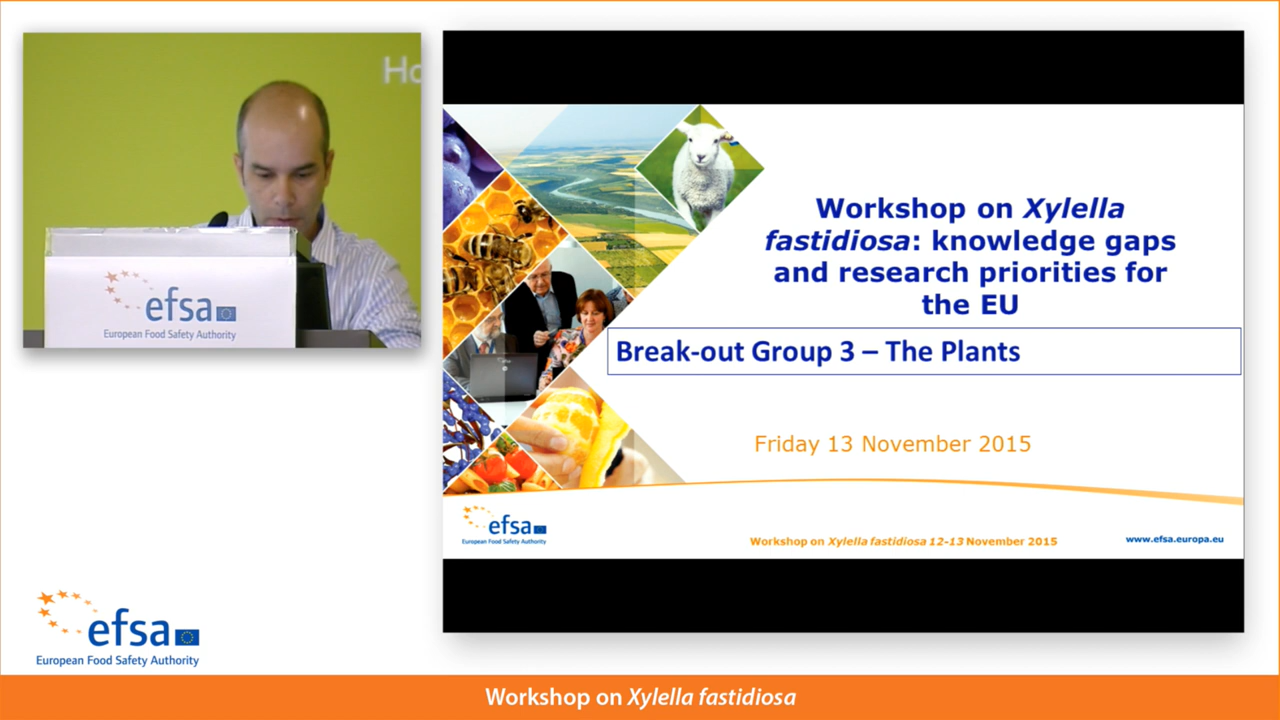 Ho
efsa
European Food Safety Authority
Workshop on Xylella
fastidiosa: knowledge gaps
and research priorities for
the EU
Break-out Group 3 – The Plants
Friday 13 November 2015
efsa
European Food Safety Authority
Workshop on Xylella fastidiosa 12-13 November 2015
www.efsa.europa.eu
efsa
European Food Safety Authority
Workshop on Xylella fastidiosa